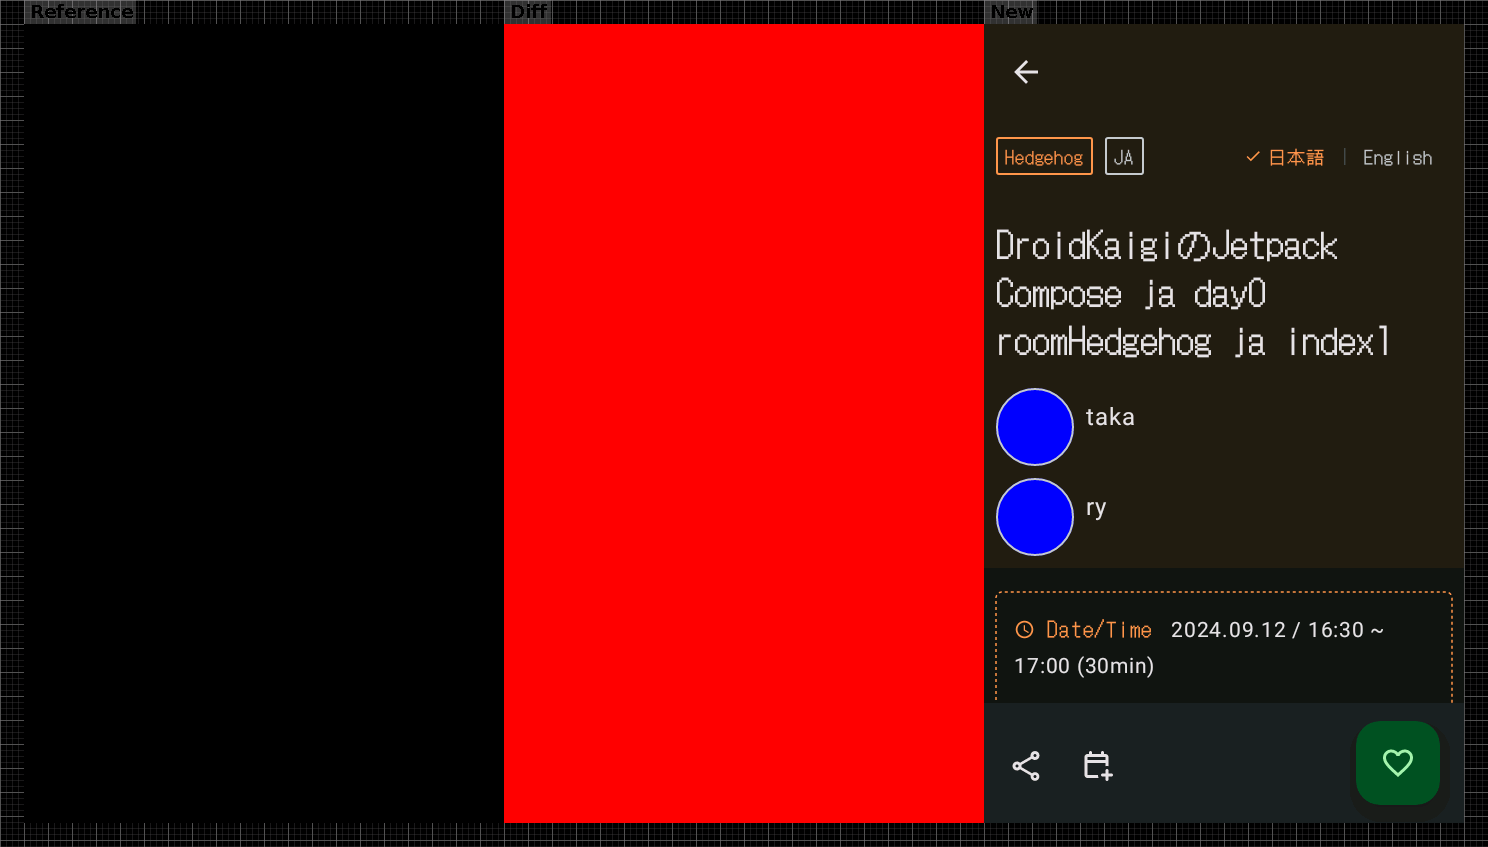 Reference
Diff
New
Hedgehog JA 日本語 English
DroidKaigiのJetpack
Compose ja day0
roomHedgehog ja index1
taka
ry
Date/Time 2024.09.12 / 16:30 ~
17:00 (30min)